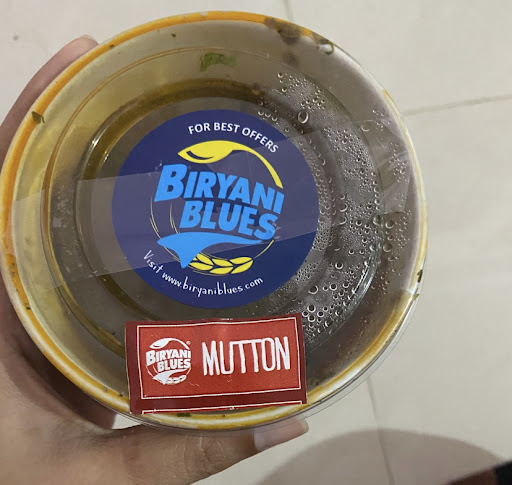 FOR BEST OFFERS
BIRYANI
BLUES
Visit www.biryaniblues.com
BIRYANI
BLUES
MUTTON